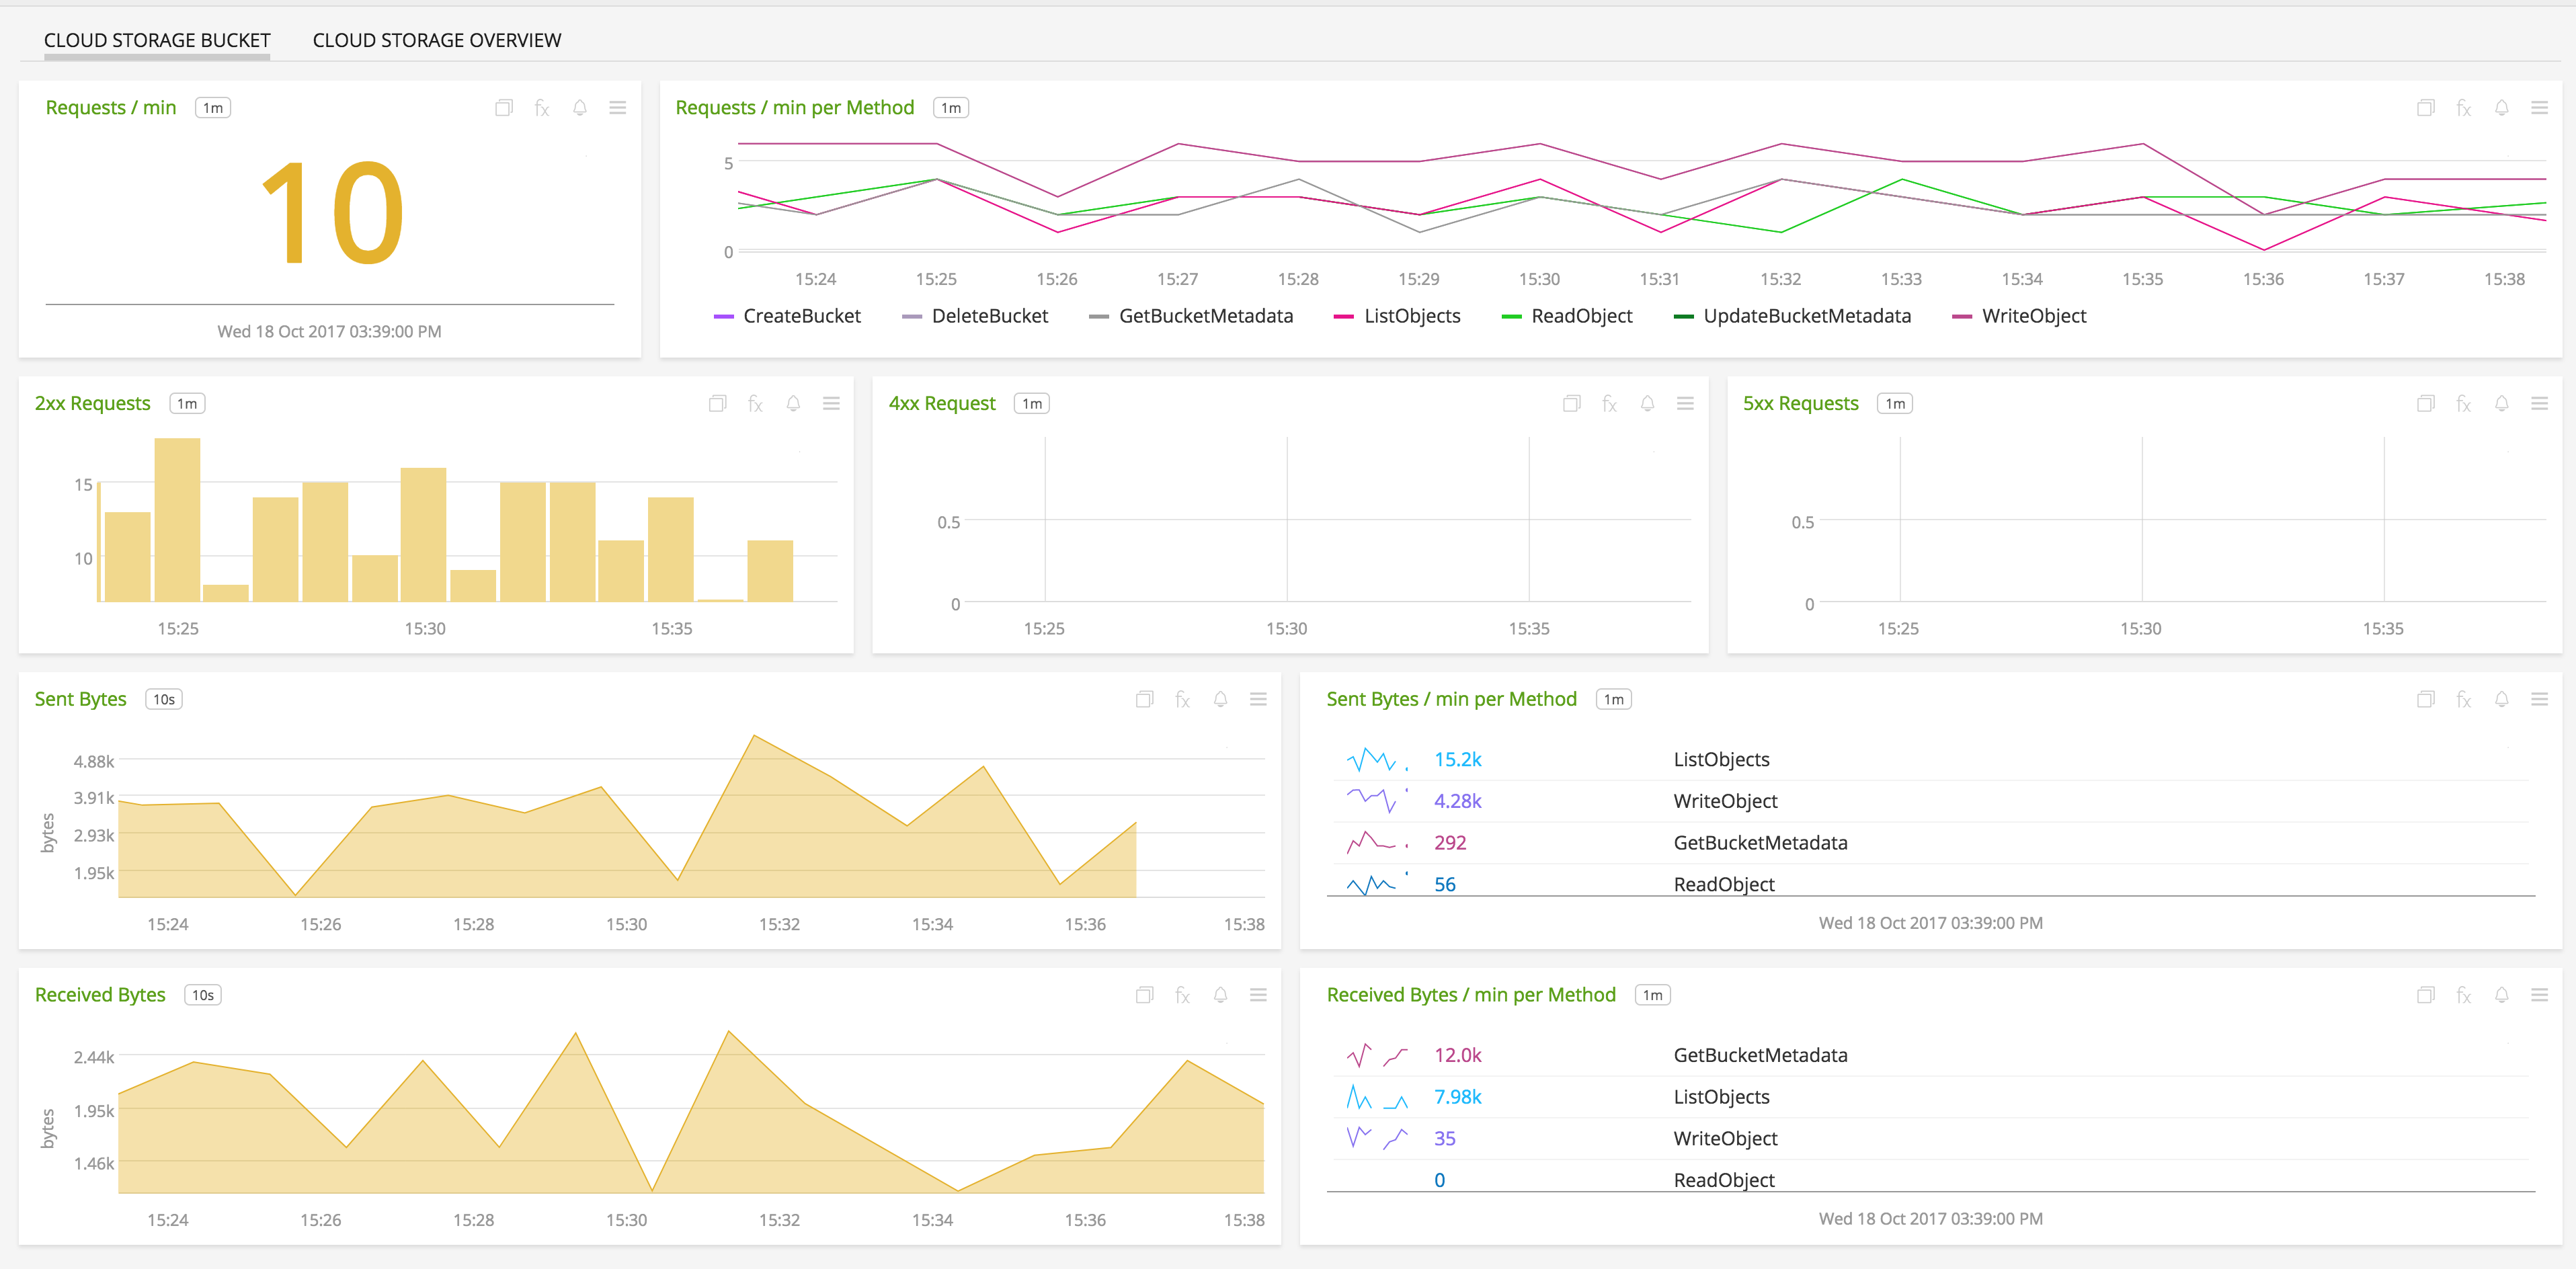 CLOUD STORAGE BUCKET CLOUD STORAGE OVERVIEW
Requests / min 1m fx
10
Wed 18 Oct 2017 03:39:00 PM
Requests / min per Method 1m fx
5
0
15:24 15:25 15:26 15:27 15:28 15:29 15:30 15:31 15:32 15:33 15:34 15:35 15:36 15:37 15:38
CreateBucket DeleteBucket GetBucketMetadata ListObjects ReadObject UpdateBucketMetadata WriteObject
2xx Requests 1m fx
15
10
15:25 15:30 15:35
4xx Request 1m fx
0.5
0
15:25 15:30 15:35
5xx Requests 1m fx
0.5
0
15:25 15:30 15:35
Sent Bytes 10s fx
bytes
4.88k
3.91k
2.93k
1.95k
15:24 15:26 15:28 15:30 15:32 15:34 15:36 15:38
Sent Bytes / min per Method 1m fx
15.2k ListObjects
4.28k WriteObject
292 GetBucketMetadata
56 ReadObject
Wed 18 Oct 2017 03:39:00 PM
Received Bytes 10s fx
bytes
2.44k
1.95k
1.46k
15:24 15:26 15:28 15:30 15:32 15:34 15:36 15:38
Received Bytes / min per Method 1m fx
12.0k GetBucketMetadata
7.98k ListObjects
35 WriteObject
0 ReadObject
Wed 18 Oct 2017 03:39:00 PM